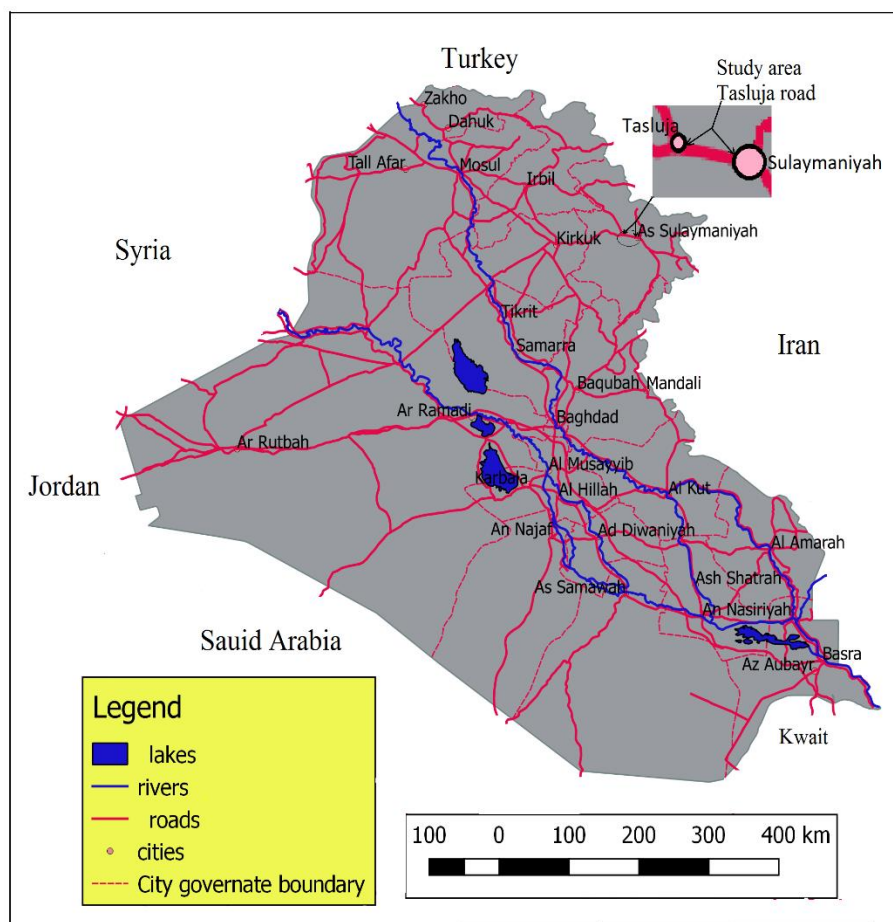 Turkey
Study area
Tasluja road
Zakho
Dahuk
Tasluja
Tall Afar
Mosul
Sulaymaniyah
Irbil
As Sulaymaniyah
Kirkuk
Syria
Tikrit
Samarra
Iran
Baqubah Mandali
Ar Ramadi
Baghdad
Ar Rutbah
Al Musayyib
Jordan
Karbala
Al Hillah
Al Kut
An Najaf
Ad Diwaniyah
Al Amarah
As Samawah
Ash Shatrah
An Nasiriyah
Sauid Arabia
Basra
Az Aubayr
Kwait
Legend
lakes
rivers
roads
cities
City governate boundary
100 0 100 200 300 400 km